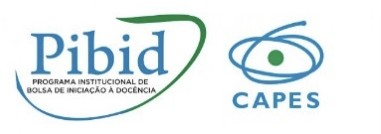 Pibid
PROGRAMA INSTITUCIONAL DE
BOLSA DE INICIAÇÃO À DOCÊNCIA
CAPES